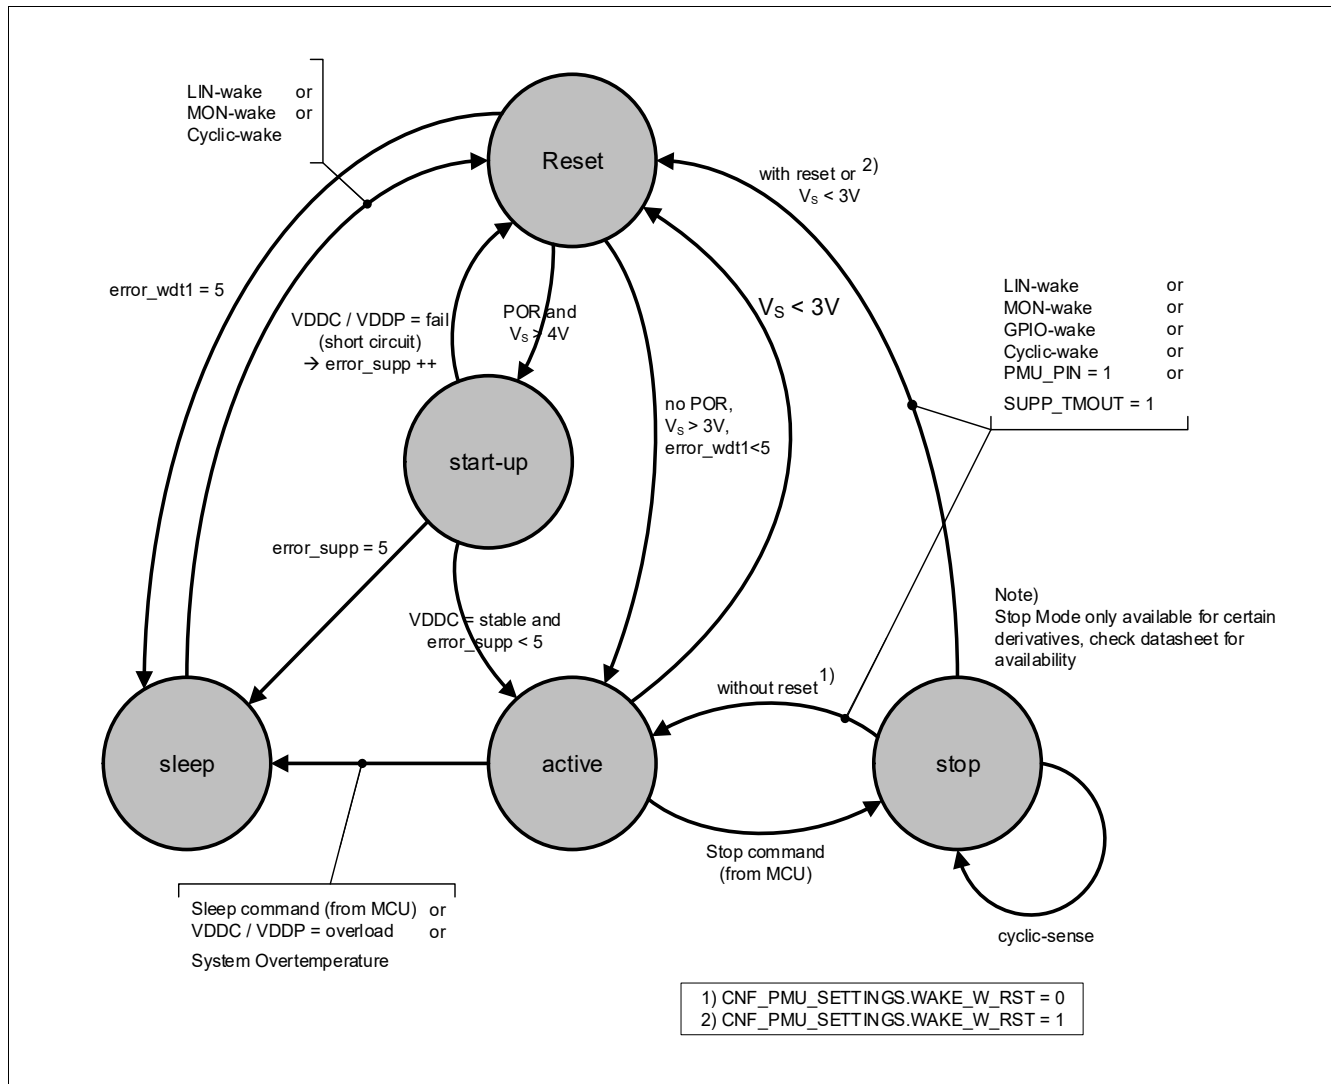 LIN-wake or
MON-wake or
Cyclic-wake
Reset
with reset or 2)
VS < 3V
error_wdt1 = 5
VDDC / VDDP = fail
(short circuit)
→ error_supp ++
POR and
VS > 4V
VS < 3V
LIN-wake or
MON-wake or
GPIO-wake or
Cyclic-wake or
PMU_PIN = 1 or
SUPP_TMOUT = 1
no POR,
VS > 3V,
error_wdt1<5
start-up
error_supp = 5
VDDC = stable and
error_supp < 5
Note)
Stop Mode only available for certain
derivatives, check datasheet for
availability
without reset 1)
sleep
active
stop
Stop command
(from MCU)
Sleep command (from MCU) or
VDDC / VDDP = overload or
System Overtemperature
cyclic-sense
1) CNF_PMU_SETTINGS.WAKE_W_RST = 0
2) CNF_PMU_SETTINGS.WAKE_W_RST = 1